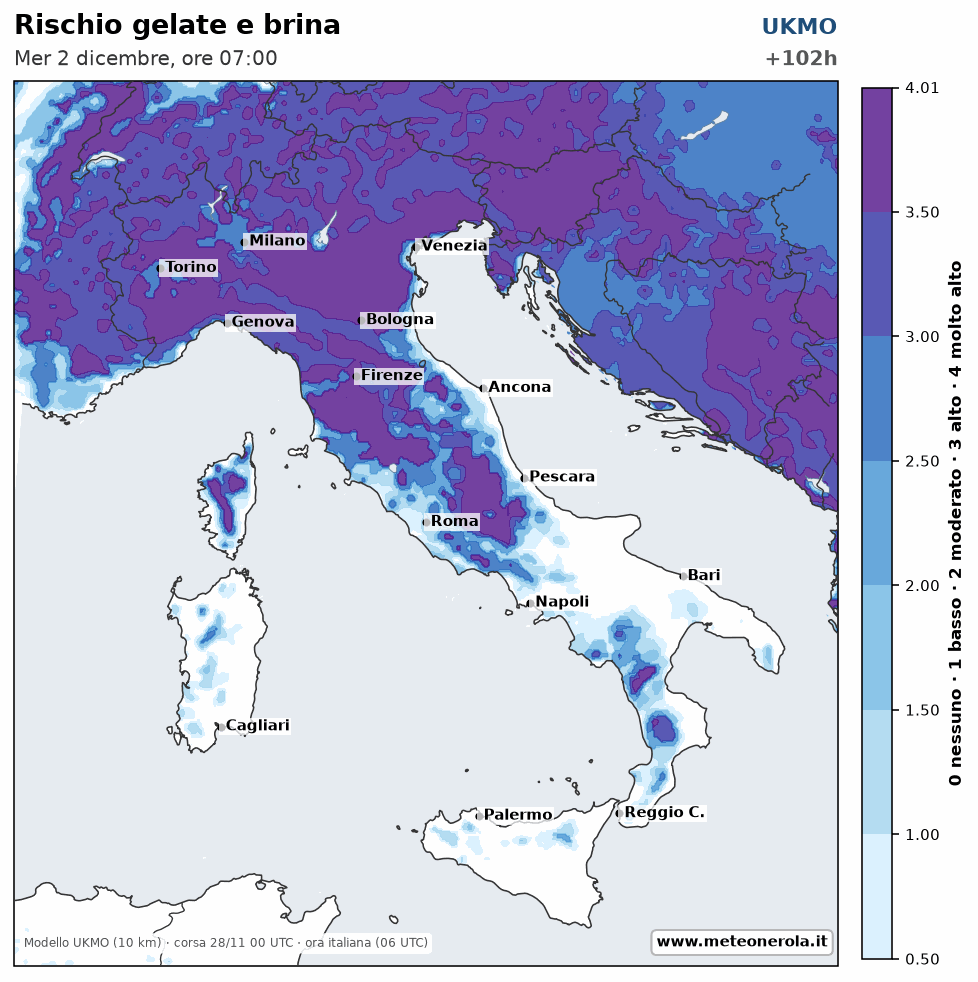 Rischio gelate e brina
UKMO
Mer 2 dicembre, ore 07:00
+102h
4.01
3.50
3.00
2.50
2.00
1.50
1.00
0.50
0 nessuno · 1 basso · 2 moderato · 3 alto · 4 molto alto
Milano
Venezia
Torino
Genova
Bologna
Firenze
Ancona
Pescara
Roma
Bari
Napoli
Cagliari
Palermo
Reggio C.
Modello UKMO (10 km) · corsa 28/11 00 UTC · ora italiana (06 UTC)
www.meteonerola.it